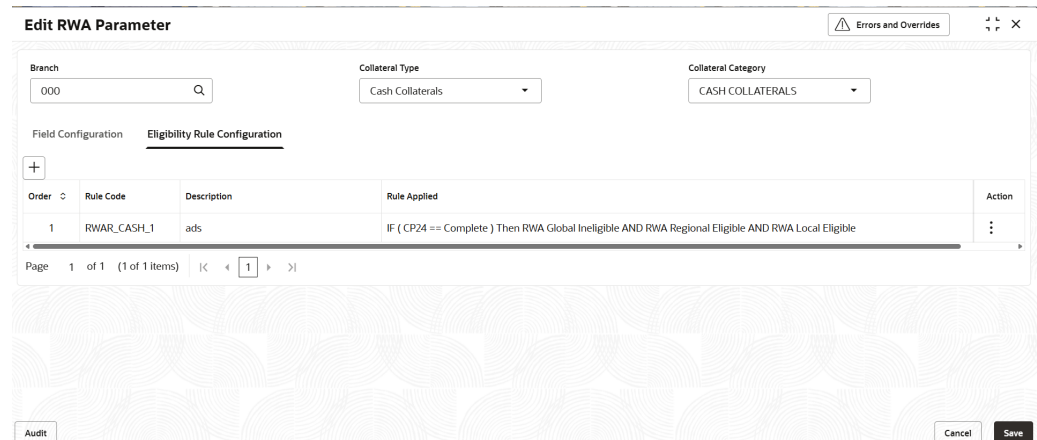 Edit RWA Parameter Errors and Overrides
Branch Collateral Type Collateral Category
000 Cash Collaterals CASH COLLATERALS
Field Configuration Eligibility Rule Configuration
Order Rule Code Description Rule Applied Action
1 RWAR_CASH_1 ads IF ( CP24 == Complete ) Then RWA Global Ineligible AND RWA Regional Eligible AND RWA Local Eligible
Page 1 of 1 (1 of 1 items) 1
Audit Cancel Save